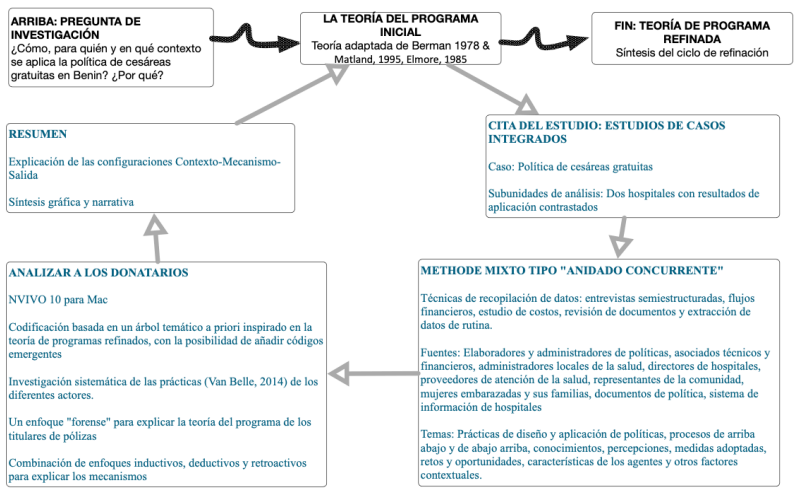 ARRIBA: PREGUNTA DE
INVESTIGACIÓN
¿Cómo, para quién y en qué contexto
se aplica la política de cesáreas
gratuitas en Benin? ¿Por qué?
LA TEORÍA DEL PROGRAMA
INICIAL
Teoría adaptada de Berman 1978 &
Matland, 1995, Elmore, 1985
FIN: TEORÍA DE PROGRAMA
REFINADA
Síntesis del ciclo de refinación
CITA DEL ESTUDIO: ESTUDIOS DE CASOS
INTEGRADOS
Caso: Política de cesáreas gratuitas
Subunidades de análisis: Dos hospitales con resultados de
aplicación contrastados
METHODE MIXTO TIPO "ANIDADO CONCURRENTE"
Técnicas de recopilación de datos: entrevistas semiestructuradas, flujos
financieros, estudio de costos, revisión de documentos y extracción de
datos de rutina.
Fuentes: Elaboradores y administradores de políticas, asociados técnicos y
financieros, administradores locales de la salud, directores de hospitales,
proveedores de atención de la salud, representantes de la comunidad,
mujeres embarazadas y sus familias, documentos de política, sistema de
información de hospitales
Temas: Prácticas de diseño y aplicación de políticas, procesos de arriba
abajo y de abajo arriba, conocimientos, percepciones, medidas adoptadas,
retos y oportunidades, características de los agentes y otros factores
contextuales.
ANALIZAR A LOS DONATARIOS
NVIVO 10 para Mac
Codificación basada en un árbol temático a priori inspirado en la
teoría de programas refinados, con la posibilidad de añadir códigos
emergentes
Investigación sistemática de las prácticas (Van Belle, 2014) de los
diferentes actores.
Un enfoque "forense" para explicar la teoría del programa de los
titulares de pólizas
Combinación de enfoques inductivos, deductivos y retroactivos
para explicar los mecanismos
RESUMEN
Explicación de las configuraciones Contexto-Mecanismo-
Salida
Síntesis gráfica y narrativa